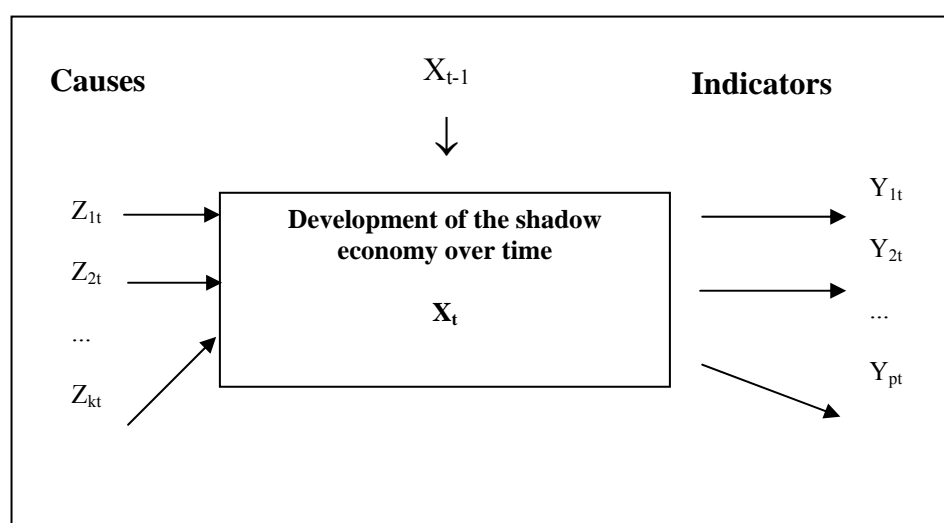 Causes
X_{t-1}
Indicators
Z_{1t}
Z_{2t}
...
Z_{kt}
Development of the shadow
economy over time
X_t
Y_{1t}
Y_{2t}
...
Y_{pt}